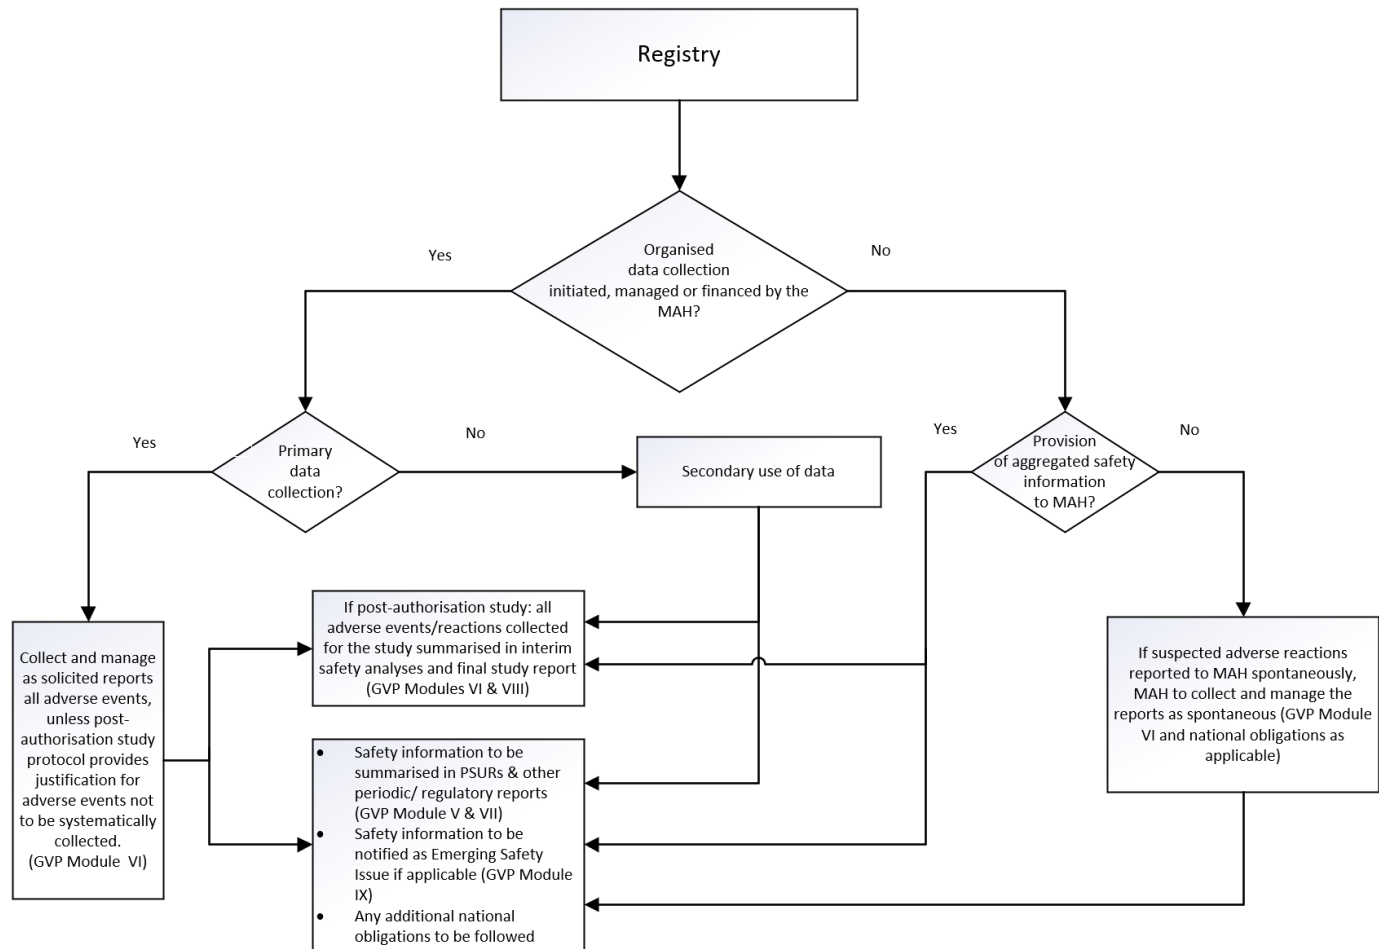 Registry
Organised
data collection
initiated, managed or financed by the
MAH?
Yes
No
Primary
data
collection?
Yes
No
Secondary use of data
Provision
of aggregated safety
information
to MAH?
Yes
No
Collect and manage
as solicited reports
all adverse events,
unless post-
authorisation study
protocol provides
justification for
adverse events not
to be systematically
collected.
(GVP Module  VI)
If post-authorisation study: all
adverse events/reactions collected
for the study summarised in interim
safety analyses and final study report
(GVP Modules VI & VIII)
• Safety information to be
summarised in PSURs & other
periodic/ regulatory reports
(GVP Module V & VII)
• Safety information to be
notified as Emerging Safety
Issue if applicable (GVP Module
IX)
• Any additional national
obligations to be followed
If suspected adverse reactions
reported to MAH spontaneously,
MAH to collect and manage the
reports as spontaneous (GVP Module
VI and national obligations as
applicable)